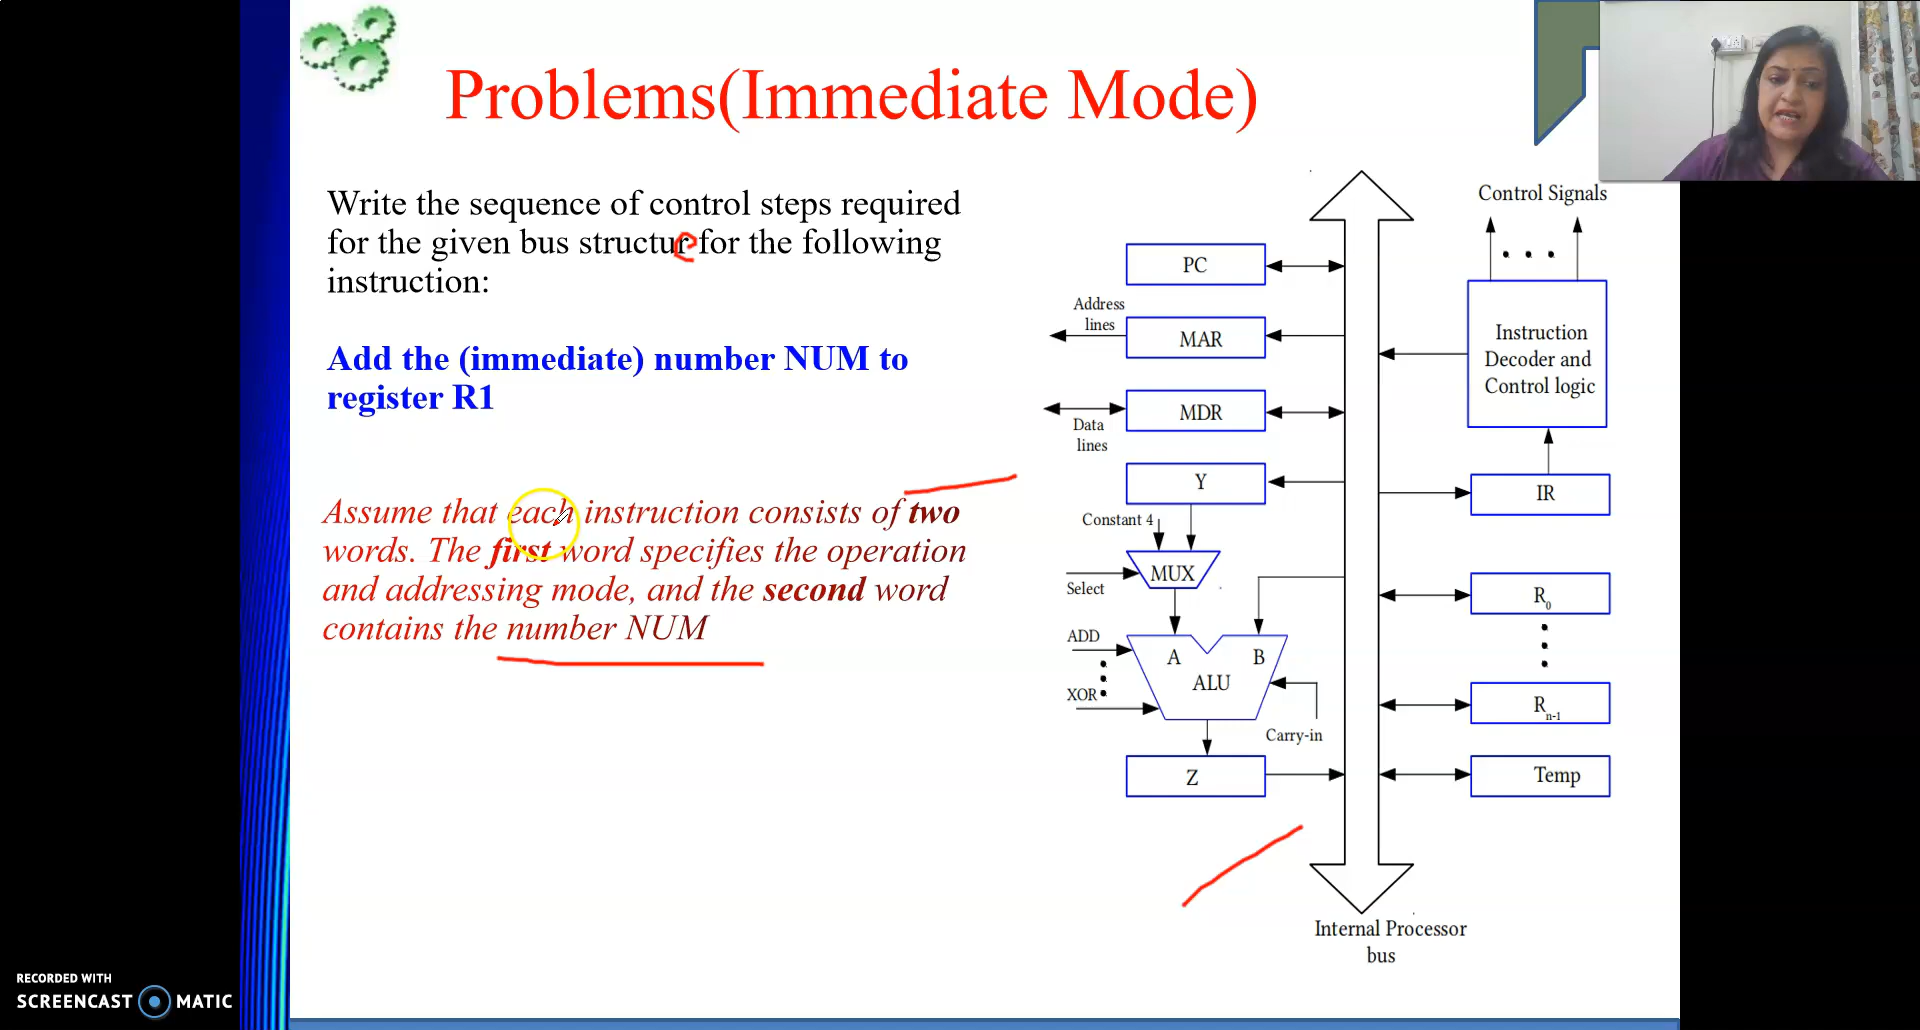 Problems(Immediate Mode)
Write the sequence of control steps required
for the given bus structure for the following
instruction:
Add the (immediate) number NUM to
register R1
Assume that each instruction consists of two
words. The first word specifies the operation
and addressing mode, and the second word
contains the number NUM
Control Signals
PC
Address
lines
MAR
Instruction
Decoder and
Control logic
MDR
Data
lines
Y
IR
Constant 4
MUX
Select
R0
ADD
A B
ALU
XOR
Rn-1
Carry-in
Z
Temp
Internal Processor
bus
RECORDED WITH
SCREENCAST MATIC